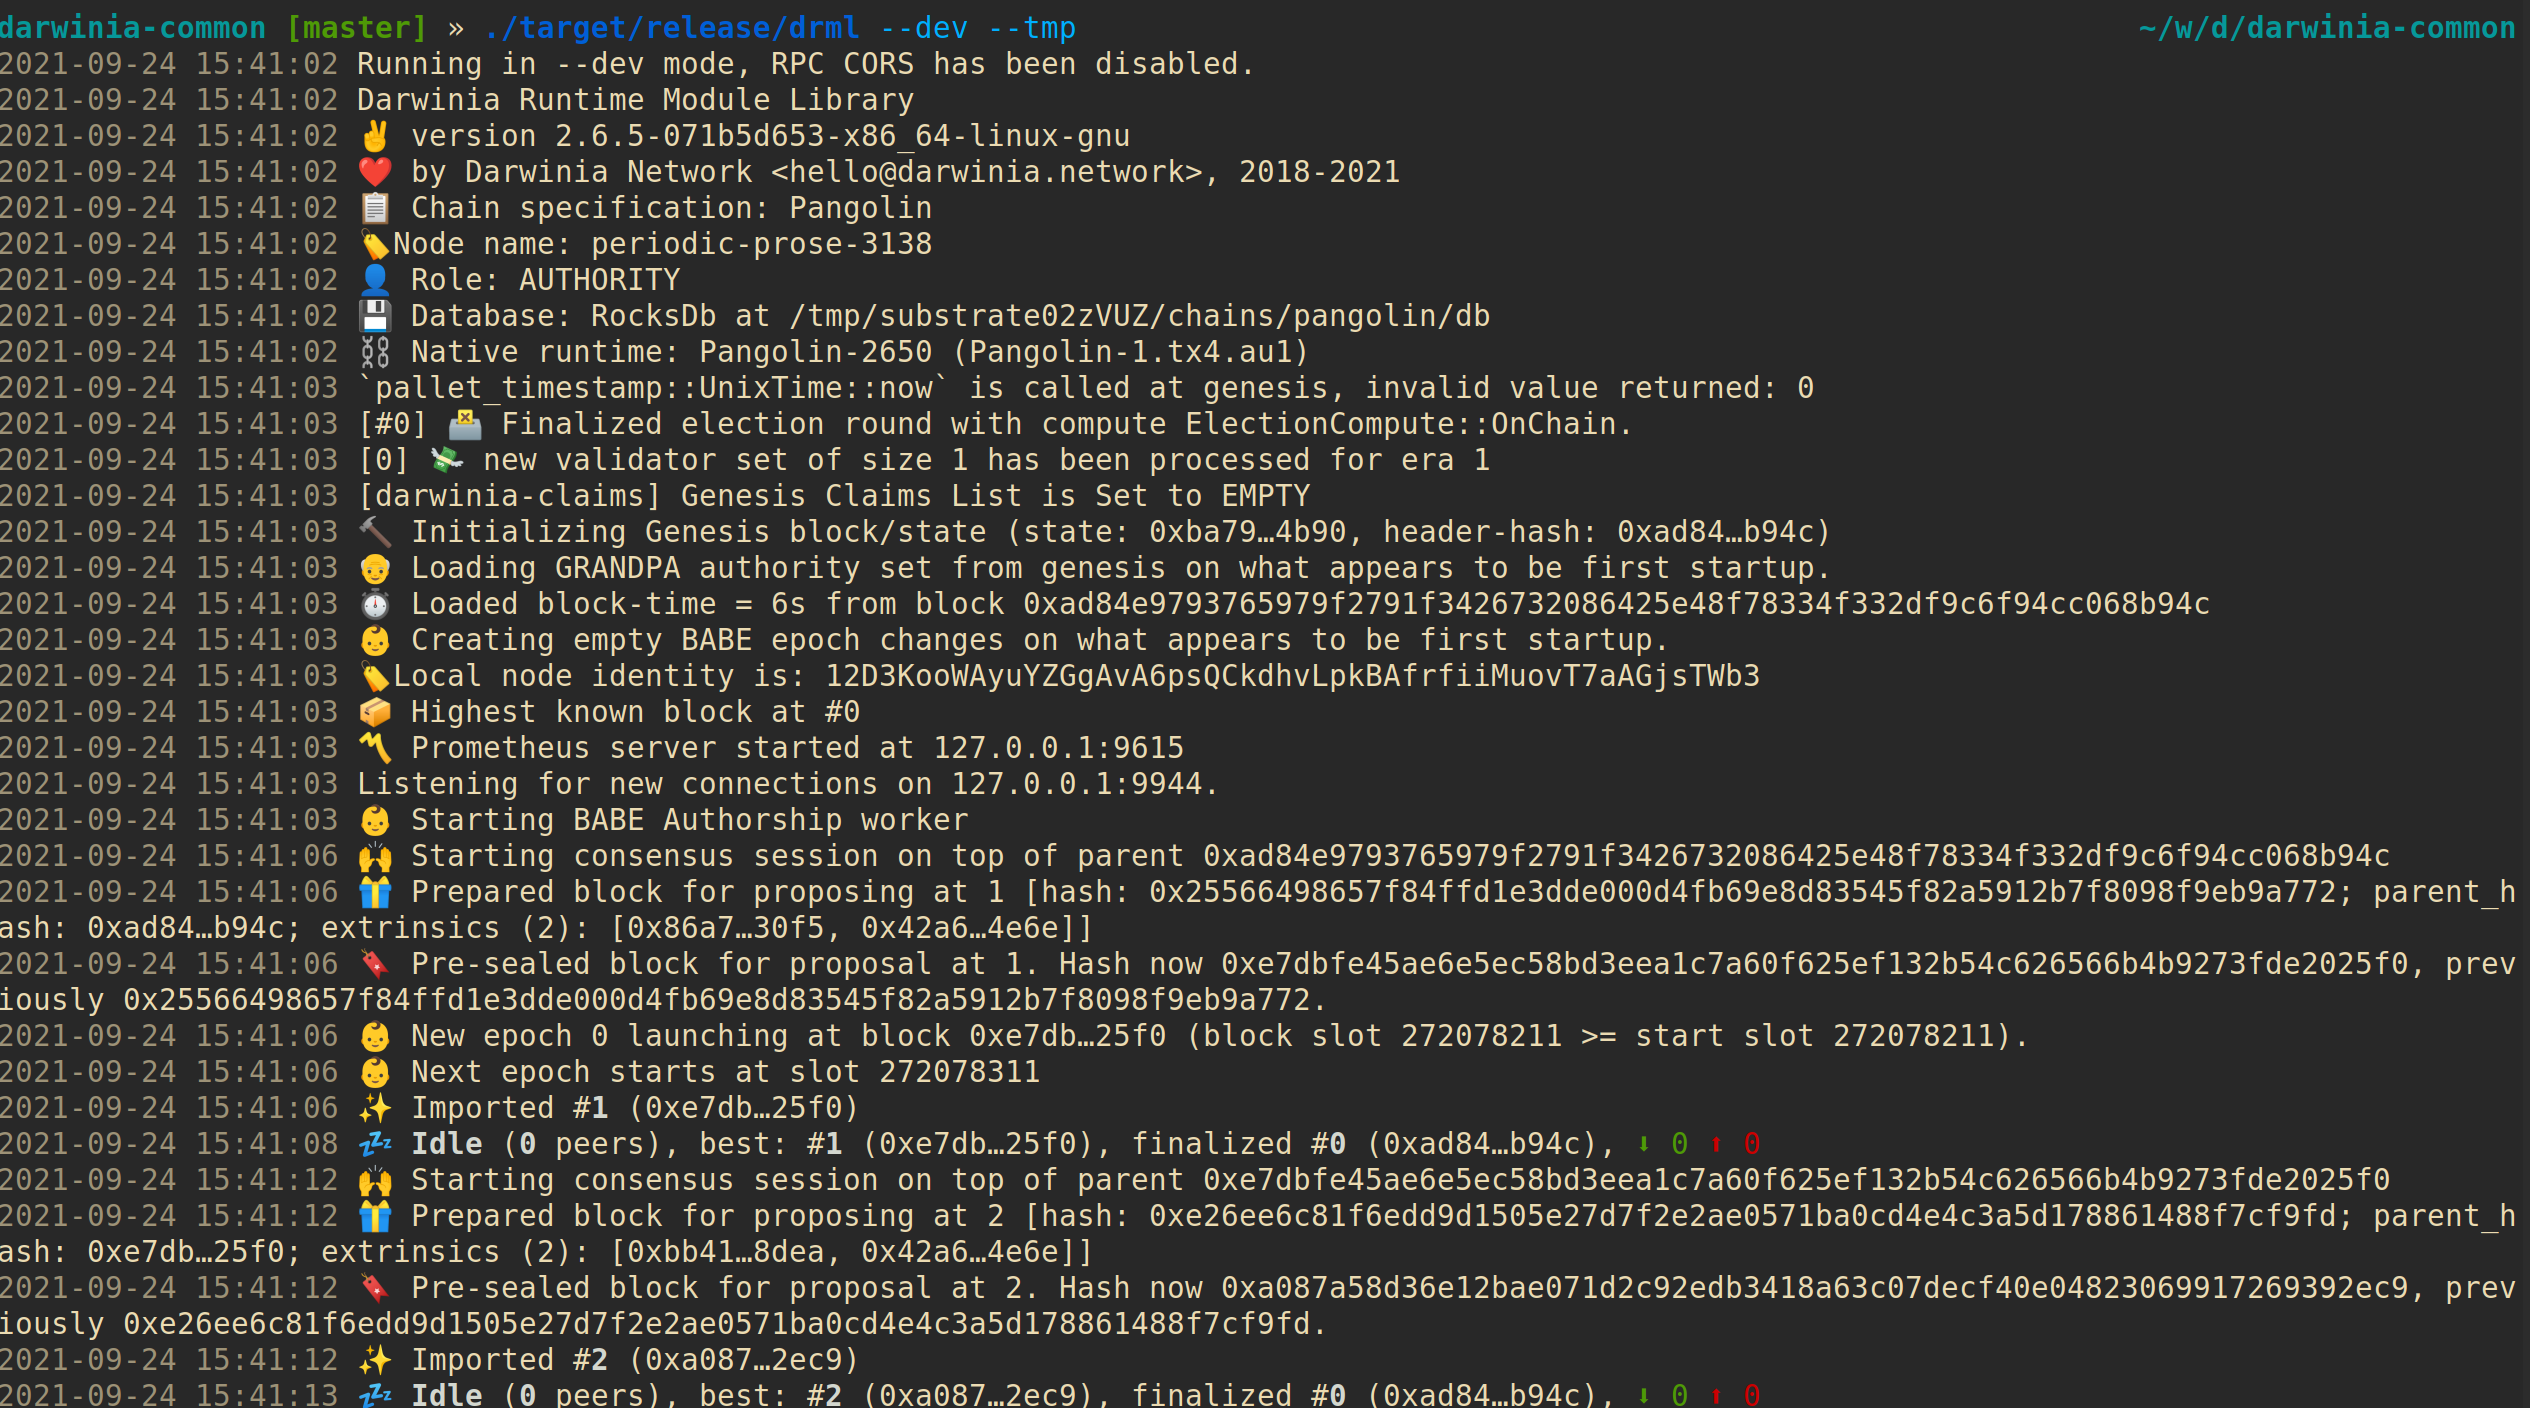 darwinia-common [master] » ./target/release/drml --dev --tmp ~/w/d/darwinia-common
2021-09-24 15:41:02 Running in --dev mode, RPC CORS has been disabled.
2021-09-24 15:41:02 Darwinia Runtime Module Library
2021-09-24 15:41:02 ✌️ version 2.6.5-071b5d653-x86_64-linux-gnu
2021-09-24 15:41:02 ❤️ by Darwinia Network <hello@darwinia.network>, 2018-2021
2021-09-24 15:41:02 📋 Chain specification: Pangolin
2021-09-24 15:41:02 🏷 Node name: periodic-prose-3138
2021-09-24 15:41:02 👤 Role: AUTHORITY
2021-09-24 15:41:02 💾 Database: RocksDb at /tmp/substrate02zVUZ/chains/pangolin/db
2021-09-24 15:41:02 ⛓ Native runtime: Pangolin-2650 (Pangolin-1.tx4.au1)
2021-09-24 15:41:03 `pallet_timestamp::UnixTime::now` is called at genesis, invalid value returned: 0
2021-09-24 15:41:03 [#0] 🗳 Finalized election round with compute ElectionCompute::OnChain.
2021-09-24 15:41:03 [0] 💸 new validator set of size 1 has been processed for era 1
2021-09-24 15:41:03 [darwinia-claims] Genesis Claims List is Set to EMPTY
2021-09-24 15:41:03 🔨 Initializing Genesis block/state (state: 0xba79…4b90, header-hash: 0xad84…b94c)
2021-09-24 15:41:03 👴 Loading GRANDPA authority set from genesis on what appears to be first startup.
2021-09-24 15:41:03 ⏱ Loaded block-time = 6s from block 0xad84e9793765979f2791f3426732086425e48f78334f332df9c6f94cc068b94c
2021-09-24 15:41:03 👶 Creating empty BABE epoch changes on what appears to be first startup.
2021-09-24 15:41:03 🏷 Local node identity is: 12D3KooWAyuYZGgAvA6psQCkdhvLpkBAfrfiiMuovT7aAGjsTWb3
2021-09-24 15:41:03 📦 Highest known block at #0
2021-09-24 15:41:03 〽️ Prometheus server started at 127.0.0.1:9615
2021-09-24 15:41:03 Listening for new connections on 127.0.0.1:9944.
2021-09-24 15:41:03 👶 Starting BABE Authorship worker
2021-09-24 15:41:06 🙌 Starting consensus session on top of parent 0xad84e9793765979f2791f3426732086425e48f78334f332df9c6f94cc068b94c
2021-09-24 15:41:06 🎁 Prepared block for proposing at 1 [hash: 0x25566498657f84ffd1e3dde000d4fb69e8d83545f82a5912b7f8098f9eb9a772; parent_h
ash: 0xad84…b94c; extrinsics (2): [0x86a7…30f5, 0x42a6…4e6e]]
2021-09-24 15:41:06 🔖 Pre-sealed block for proposal at 1. Hash now 0xe7dbfe45ae6e5ec58bd3eea1c7a60f625ef132b54c626566b4b9273fde2025f0, prev
iously 0x25566498657f84ffd1e3dde000d4fb69e8d83545f82a5912b7f8098f9eb9a772.
2021-09-24 15:41:06 👶 New epoch 0 launching at block 0xe7db…25f0 (block slot 272078211 >= start slot 272078211).
2021-09-24 15:41:06 👶 Next epoch starts at slot 272078311
2021-09-24 15:41:06 ✨ Imported #1 (0xe7db…25f0)
2021-09-24 15:41:08 💤 Idle (0 peers), best: #1 (0xe7db…25f0), finalized #0 (0xad84…b94c), ⬇ 0 ⬆ 0
2021-09-24 15:41:12 🙌 Starting consensus session on top of parent 0xe7dbfe45ae6e5ec58bd3eea1c7a60f625ef132b54c626566b4b9273fde2025f0
2021-09-24 15:41:12 🎁 Prepared block for proposing at 2 [hash: 0xe26ee6c81f6edd9d1505e27d7f2e2ae0571ba0cd4e4c3a5d178861488f7cf9fd; parent_h
ash: 0xe7db…25f0; extrinsics (2): [0xbb41…8dea, 0x42a6…4e6e]]
2021-09-24 15:41:12 🔖 Pre-sealed block for proposal at 2. Hash now 0xa087a58d36e12bae071d2c92edb3418a63c07decf40e04823069917269392ec9, prev
iously 0xe26ee6c81f6edd9d1505e27d7f2e2ae0571ba0cd4e4c3a5d178861488f7cf9fd.
2021-09-24 15:41:12 ✨ Imported #2 (0xa087…2ec9)
2021-09-24 15:41:13 💤 Idle (0 peers), best: #2 (0xa087…2ec9), finalized #0 (0xad84…b94c), ⬇ 0 ⬆ 0